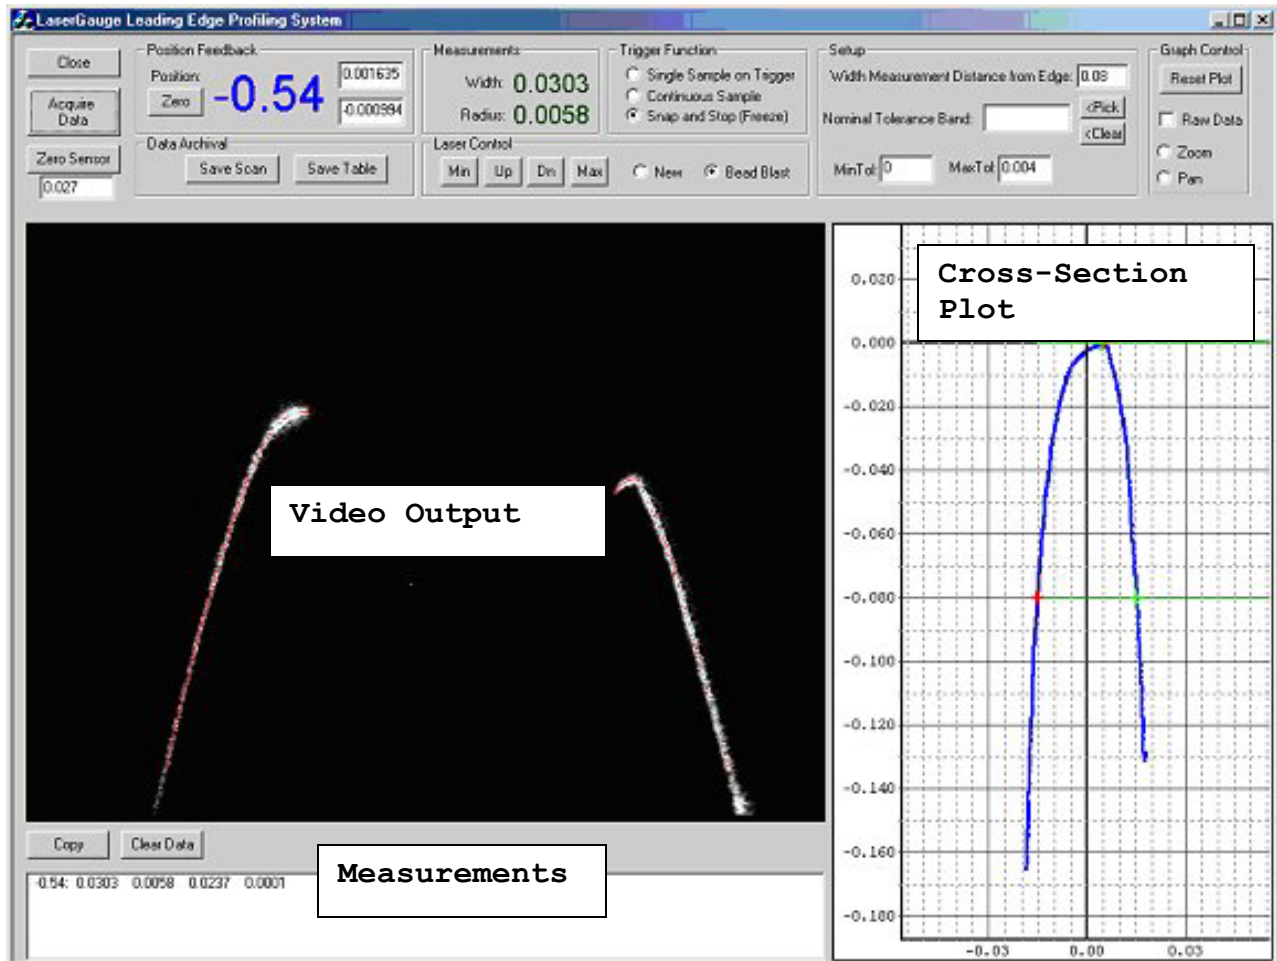 LaserGauge Leading Edge Profiling System
Close
Acquire
Data
Zero Sensor
0.027
Position Feedback
Position:
Zero
-0.54
0.001635
-0.000994
Data Archival
Save Scan
Save Table
Measurements
Width: 0.0303
Radius: 0.0058
Laser Control
Min
Up
Dn
Max
New
Bead Blast
Trigger Function
Single Sample on Trigger
Continuous Sample
Snap and Stop (Freeze)
Setup
Width Measurement Distance from Edge: 0.08
Nominal Tolerance Band:
<Pick
<Clear
MinTol: 0
MaxTol: 0.004
Graph Control
Reset Plot
Raw Data
Zoom
Pan
Video Output
Cross-Section
Plot
0.020
0.000
-0.020
-0.040
-0.060
-0.080
-0.100
-0.120
-0.140
-0.160
-0.180
-0.03 0.00 0.03
Copy
Clear Data
-0.54: 0.0303 0.0058 0.0237 0.0001
Measurements